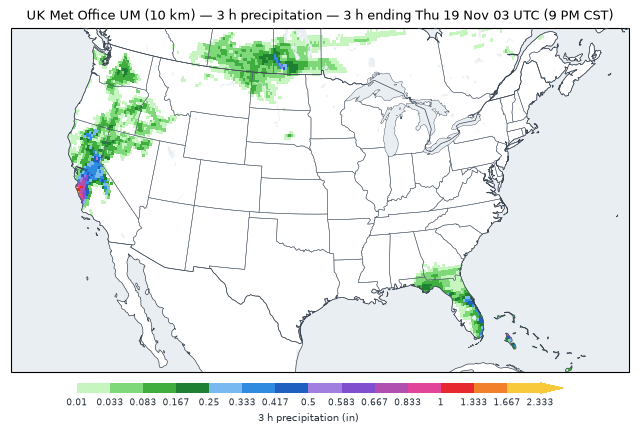 UK Met Office UM (10 km) — 3 h precipitation — 3 h ending Thu 19 Nov 03 UTC (9 PM CST)
0.01 0.033 0.083 0.167 0.25 0.333 0.417 0.5 0.583 0.667 0.833 1 1.333 1.667 2.333
3 h precipitation (in)